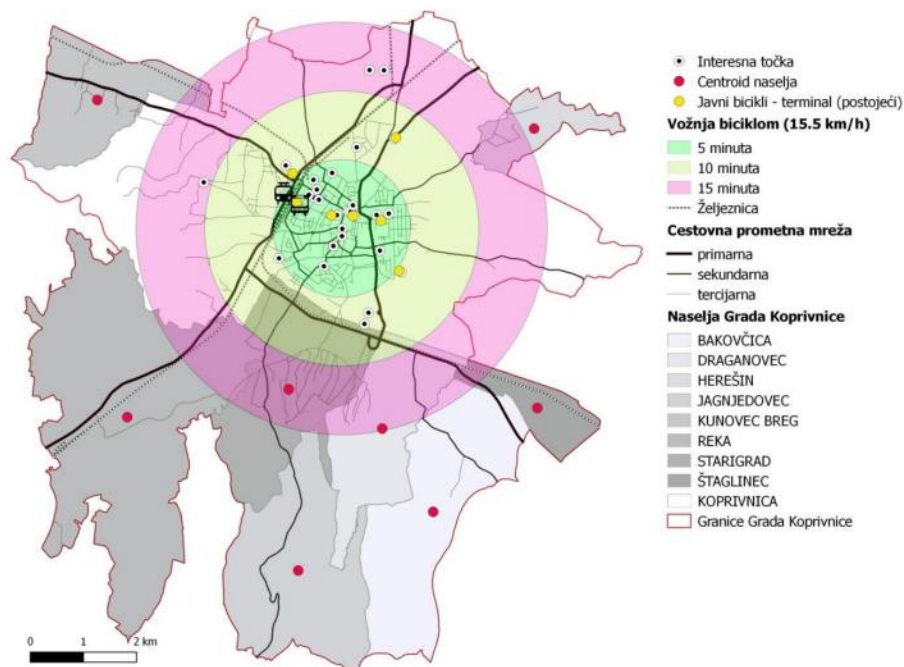 Interesna točka
Centroid naselja
Javni bicikli - terminal (postojeći)
Vožnja biciklom (15.5 km/h)
5 minuta
10 minuta
15 minuta
Željeznica
Cestovna prometna mreža
primarna
sekundarna
tercijarna
Naselja Grada Koprivnice
BAKOVČICA
DRAGANOVEC
HEREŠIN
JAGNJEDOVEC
KUNOVEC BREG
REKA
STARIGRAD
ŠTAGLINEC
KOPRIVNICA
Granice Grada Koprivnice
0 1 2 km